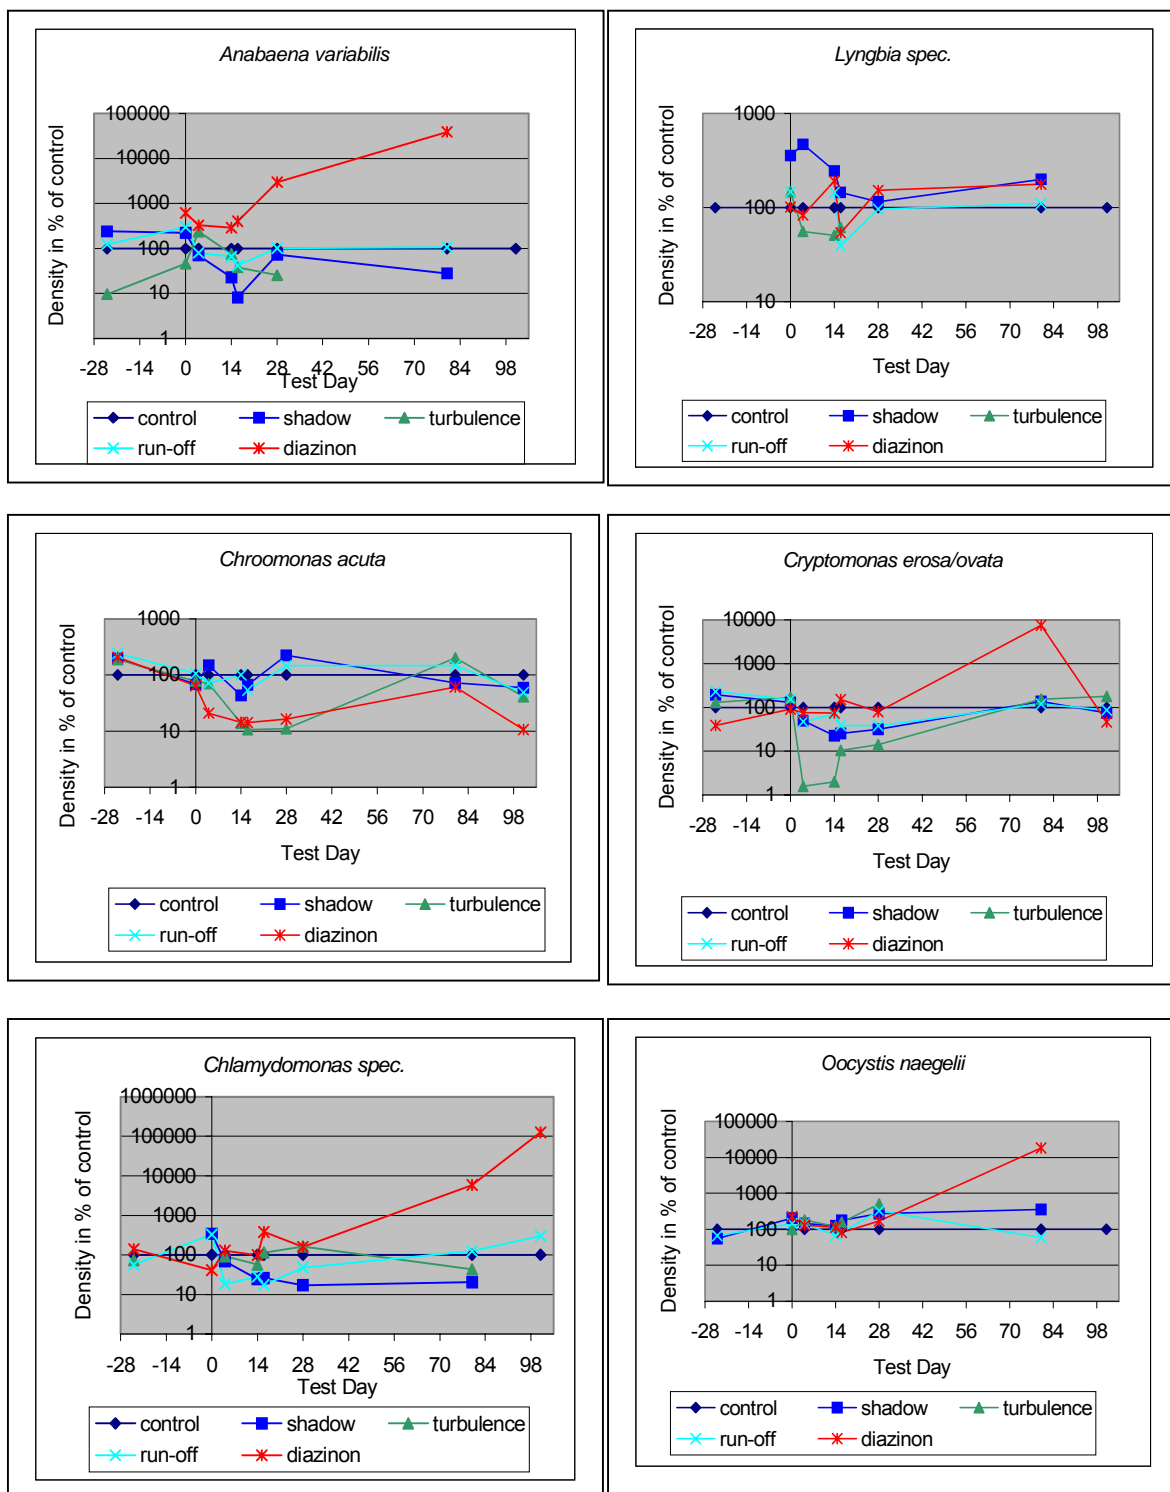 Anabaena variabilis
Density in % of control
100000
10000
1000
100
10
1
-28 -14 0 14 28 42 56 70 84 98
Test Day
control shadow turbulence
run-off diazinon
Lyngbia spec.
Density in % of control
1000
100
10
-28 -14 0 14 28 42 56 70 84 98
Test Day
control shadow turbulence
run-off diazinon
Chroomonas acuta
Density in % of control
1000
100
10
1
-28 -14 0 14 28 42 56 70 84 98
Test Day
control shadow turbulence
run-off diazinon
Cryptomonas erosa/ovata
Density in % of control
10000
1000
100
10
1
-28 -14 0 14 28 42 56 70 84 98
Test Day
control shadow turbulence
run-off diazinon
Chlamydomonas spec.
Density in % of control
1000000
100000
10000
1000
100
10
1
-28 -14 0 14 28 42 56 70 84 98
Test Day
control shadow turbulence
run-off diazinon
Oocystis naegelii
Density in % of control
100000
10000
1000
100
10
1
-28 -14 0 14 28 42 56 70 84 98
Test Day
control shadow turbulence
run-off diazinon